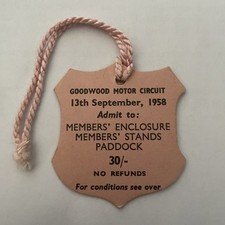 GOODWOOD MOTOR CIRCUIT
13th September, 1958
Admit to:
MEMBERS' ENCLOSURE
MEMBERS' STANDS
PADDOCK
30/-
NO REFUNDS
For conditions see over